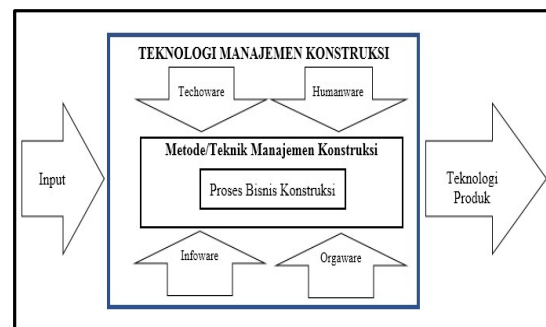 TEKNOLOGI MANAJEMEN KONSTRUKSI
Techoware
Humanware
Input
Metode/Teknik Manajemen Konstruksi
Proses Bisnis Konstruksi
Teknologi
Produk
Infoware
Orgaware